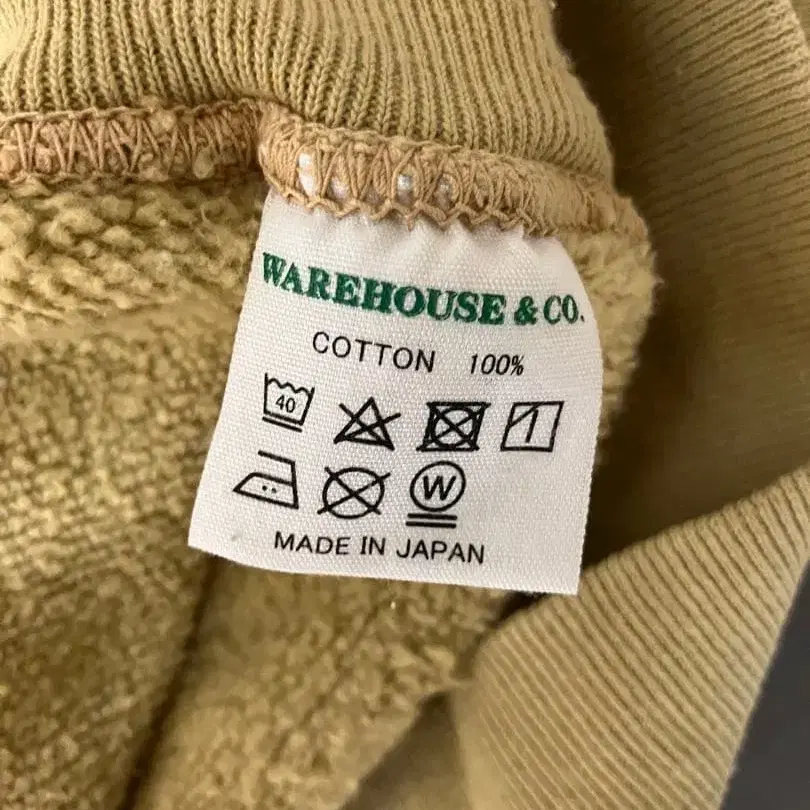 WAREHOUSE & CO.
COTTON 100%
40
W
MADE IN JAPAN